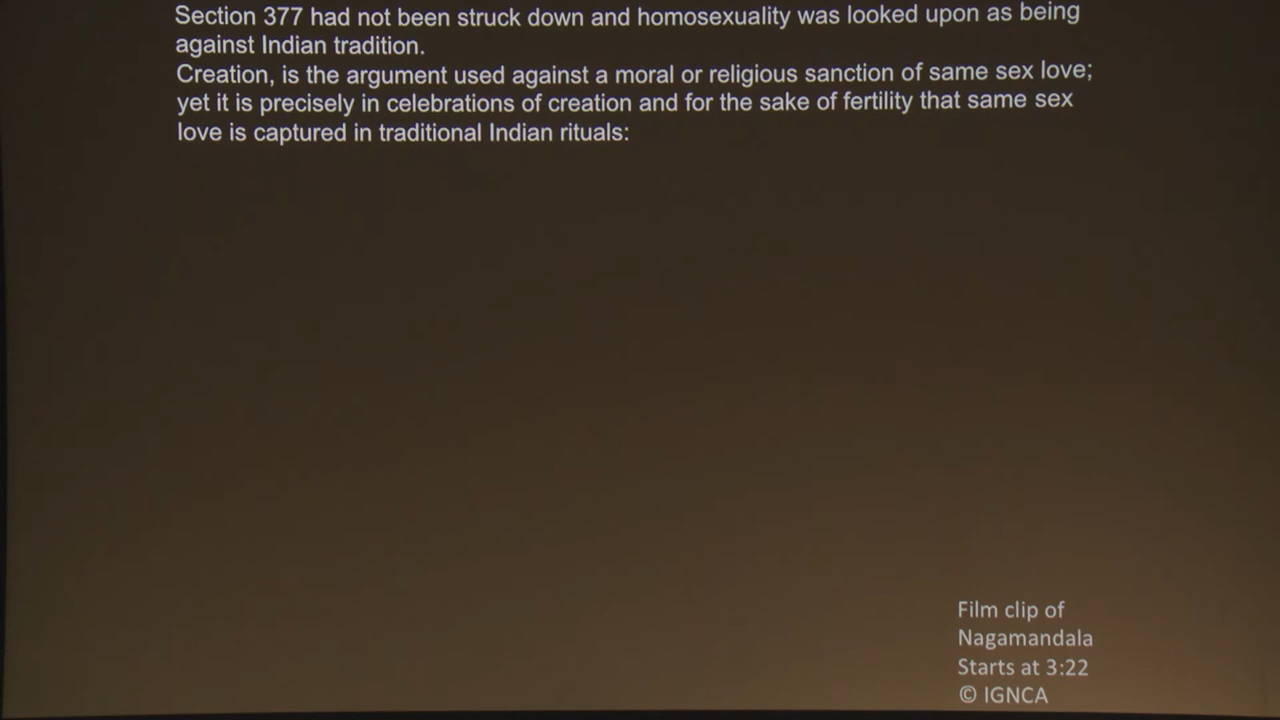 Section 377 had not been struck down and homosexuality was looked upon as being
against Indian tradition.
Creation, is the argument used against a moral or religious sanction of same sex love;
yet it is precisely in celebrations of creation and for the sake of fertility that same sex
love is captured in traditional Indian rituals:
Film clip of
Nagamandala
Starts at 3:22
© IGNCA